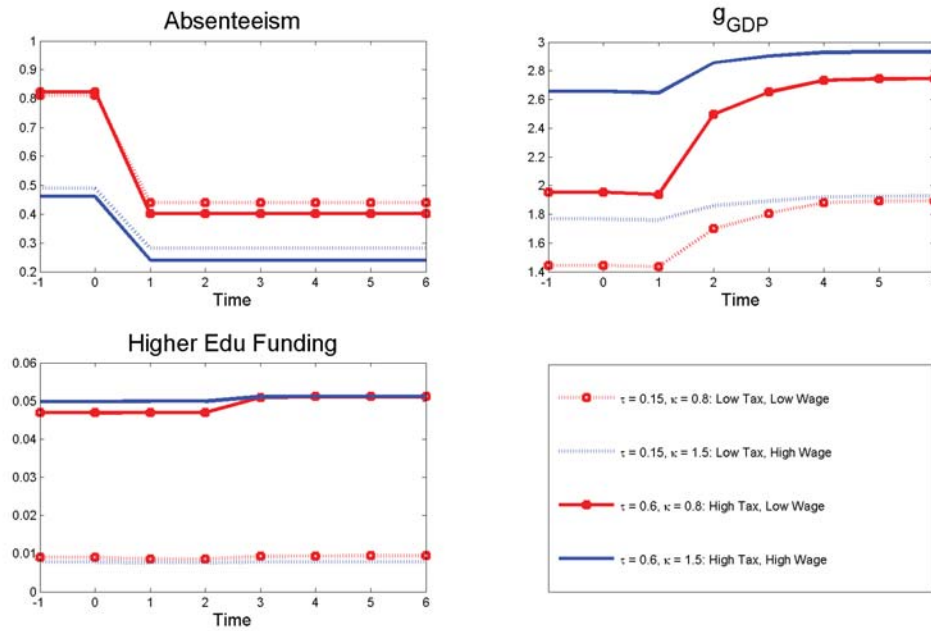 Absenteeism
1
0.9
0.8
0.7
0.6
0.5
0.4
0.3
0.2
-1 0 1 2 3 4 5 6
Time
gGDP
3
2.8
2.6
2.4
2.2
2
1.8
1.6
1.4
-1 0 1 2 3 4 5 6
Time
Higher Edu Funding
0.06
0.05
0.04
0.03
0.02
0.01
0
-1 0 1 2 3 4 5 6
Time
τ = 0.15, κ = 0.8: Low Tax, Low Wage
τ = 0.15, κ = 1.5: Low Tax, High Wage
τ = 0.6, κ = 0.8: High Tax, Low Wage
τ = 0.6, κ = 1.5: High Tax, High Wage